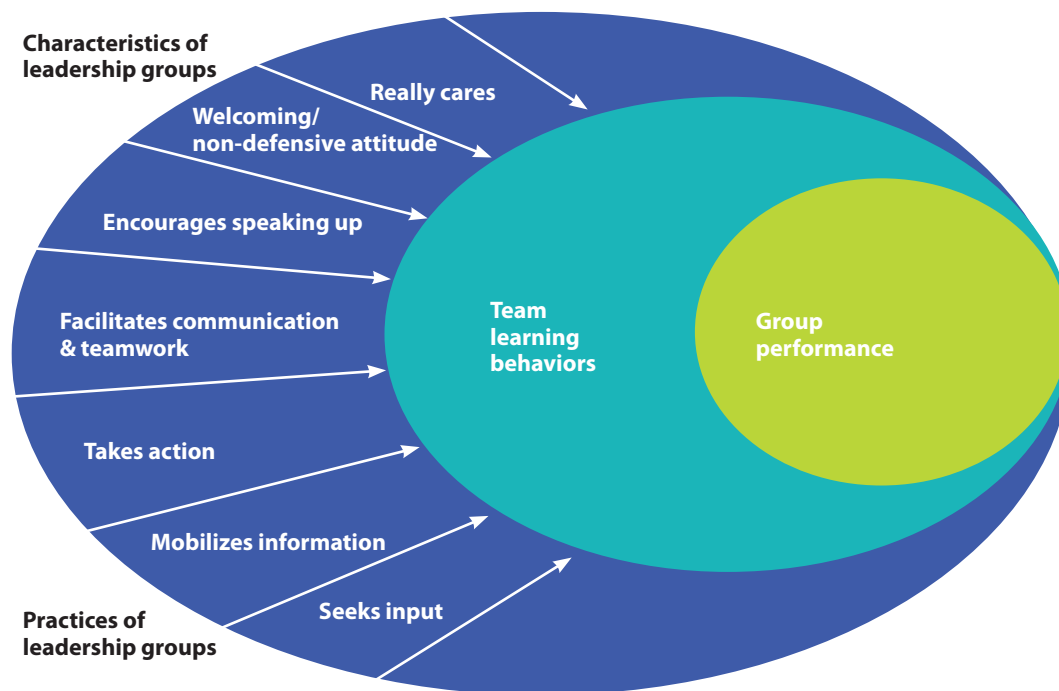 Characteristics of
leadership groups
Really cares
Welcoming/
non-defensive attitude
Encourages speaking up
Facilitates communication
& teamwork
Takes action
Mobilizes information
Seeks input
Practices of
leadership groups
Team
learning
behaviors
Group
performance